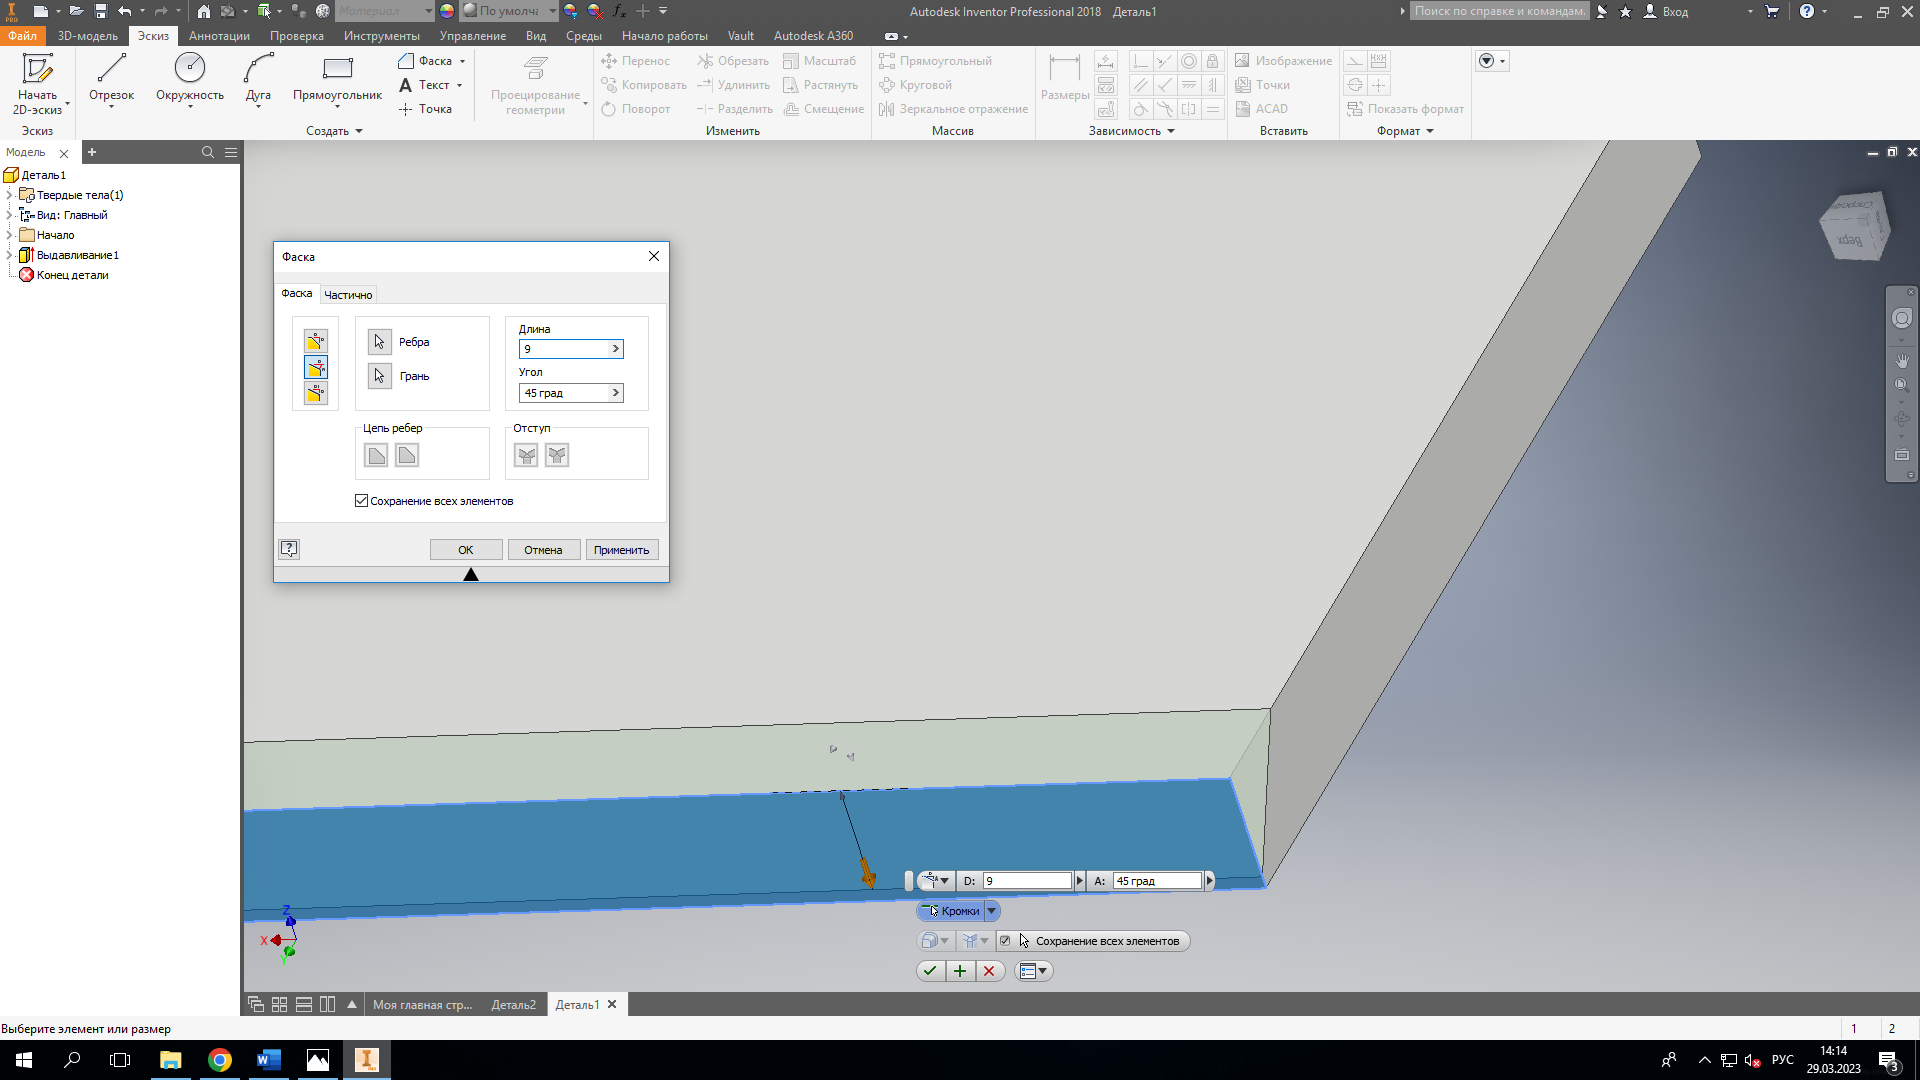 Материал
По умолча
Autodesk Inventor Professional 2018 Деталь1
Поиск по справке и командам.
Вход
Файл
3D-модель
Эскиз
Аннотации
Проверка
Инструменты
Управление
Вид
Среды
Начало работы
Vault
Autodesk A360
Начать
2D-эскиз
Отрезок
Окружность
Дуга
Прямоугольник
Фаска
Текст
Точка
Проецирование
геометрии
Перенос
Копировать
Поворот
Обрезать
Удлинить
Разделить
Масштаб
Растянуть
Смещение
Прямоугольный
Круговой
Зеркальное отражение
Размеры
Изображение
Точки
ACAD
Показать формат
Эскиз
Создать
Изменить
Массив
Зависимость
Вставить
Формат
Модель
Деталь1
Твердые тела(1)
Вид: Главный
Начало
Выдавливание1
Конец детали
Фаска
Фаска
Частично
Ребра
Грань
Длина
9
Угол
45 град
Цепь ребер
Отступ
Сохранение всех элементов
ОК
Отмена
Применить
Верх
D: 9
A: 45 град
Кромки
Сохранение всех элементов
X
Y
Z
Моя главная стр...
Деталь2
Деталь1
Выберите элемент или размер
1
2
РУС
14:14
29.03.2023
3